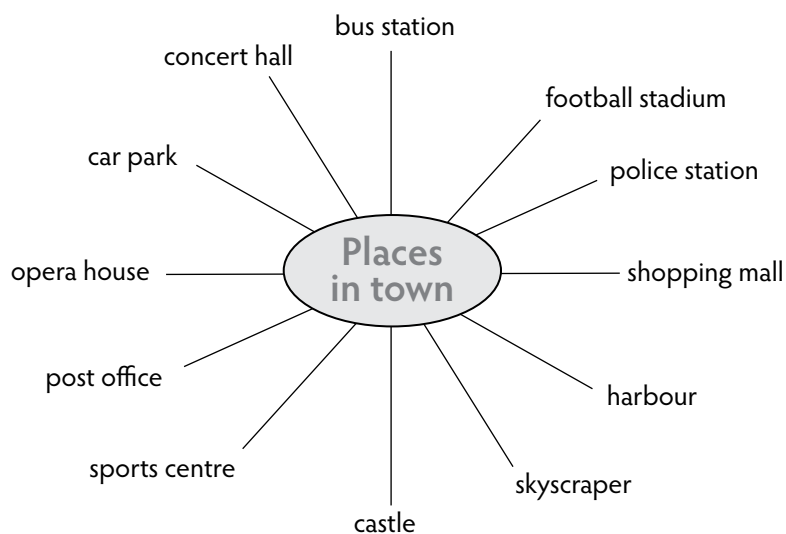 bus station
concert hall
football stadium
car park
police station
Places
in town
opera house
shopping mall
post office
harbour
sports centre
skyscraper
castle